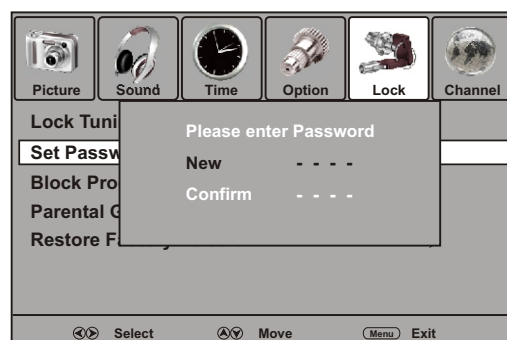 Picture Sound Time Option Lock Channel
Lock Tuni
Set Passw
Block Pro
Parental G
Restore Fa
Please enter Password
New - - - -
Confirm - - - -
Select Move Menu Exit